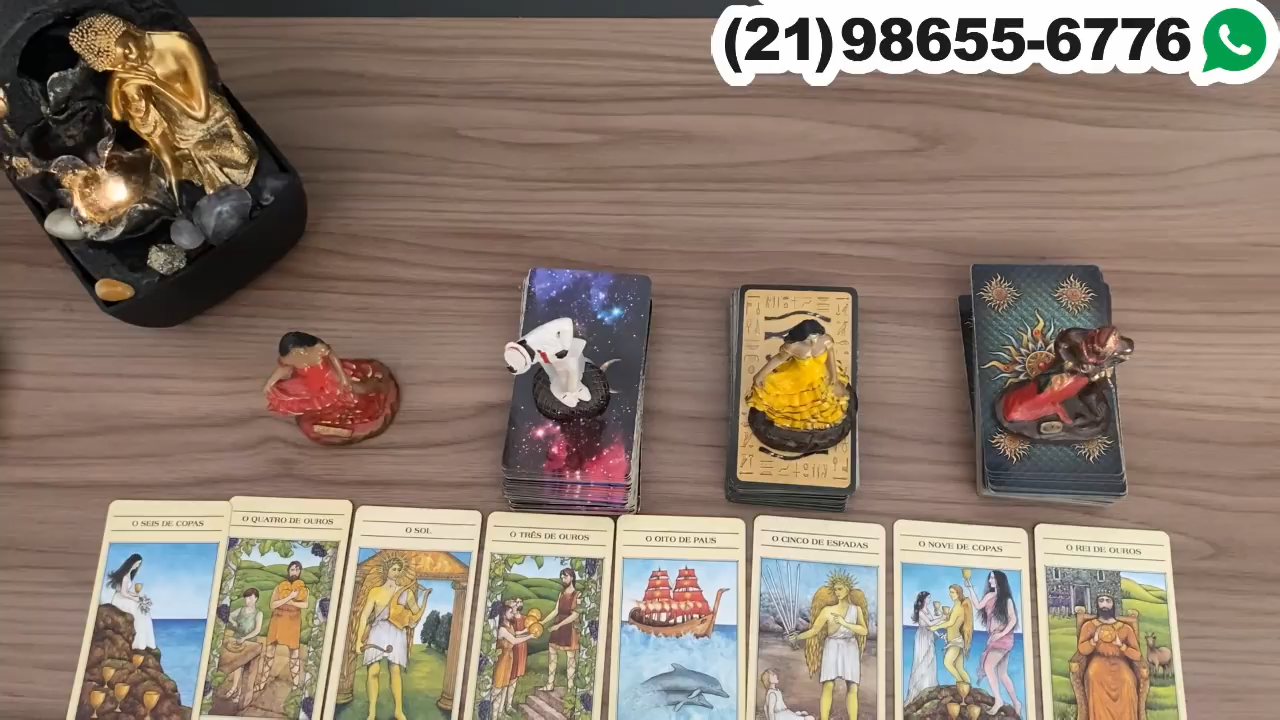 (21)98655-6776
O SEIS DE COPAS
O QUATRO DE OUROS
O SOL
O TRÊS DE OUROS
O OITO DE PAUS
O CINCO DE ESPADAS
O NOVE DE COPAS
O REI DE OUROS